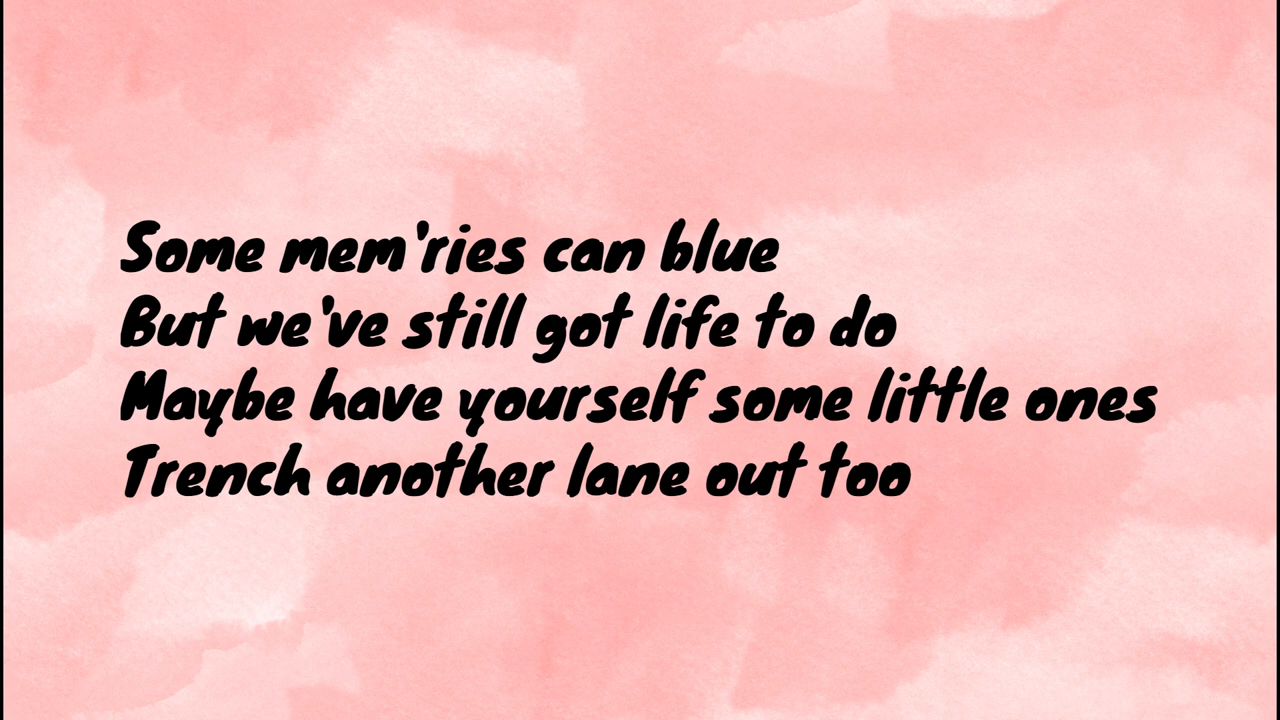 Some mem'ries can blue
But we've still got life to do
Maybe have yourself some little ones
Trench another lane out too